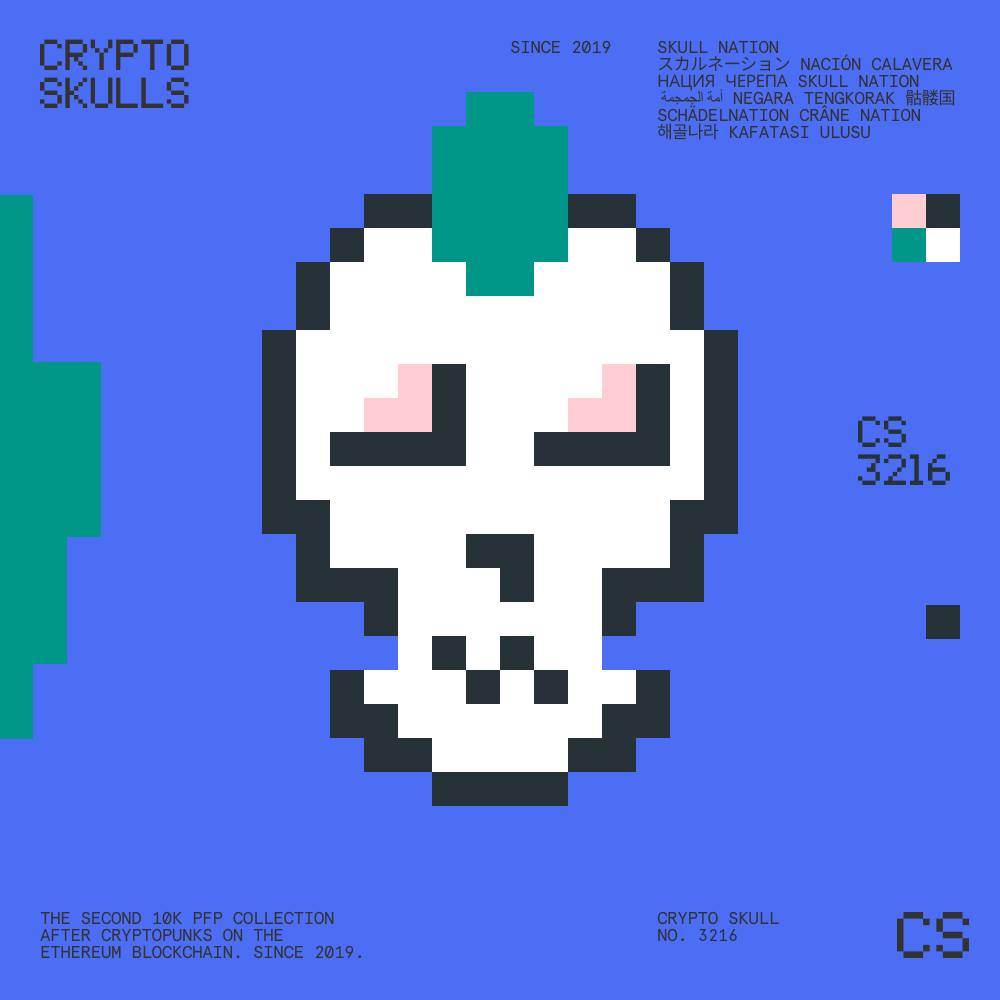 CRYPTO
SKULLS
SINCE 2019
SKULL NATION
スカルネーション NACIÓN CALAVERA
НАЦИЯ ЧЕРЕПА SKULL NATION
أمة الجمجمة NEGARA TENGKORAK 骷髅国
SCHÄDELNATION CRÂNE NATION
해골나라 KAFATASI ULUSU
CS
3216
THE SECOND 10K PFP COLLECTION
AFTER CRYPTOPUNKS ON THE
ETHEREUM BLOCKCHAIN. SINCE 2019.
CRYPTO SKULL
NO. 3216
CS